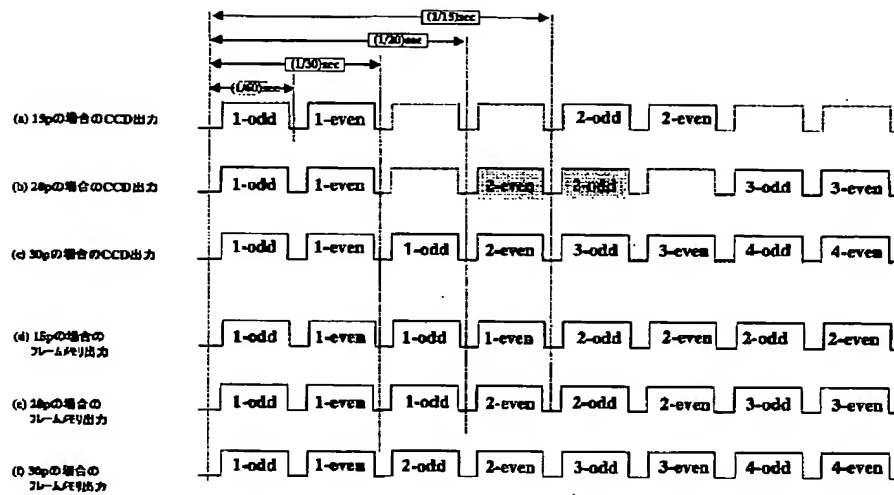 (1/15)sec
(1/20)sec
(1/30)sec
(1/60)sec
(a) 15pの場合のCCD出力 1-odd 1-even 2-odd 2-even
(b) 20pの場合のCCD出力 1-odd 1-even 2-even 2-odd 3-odd 3-even
(c) 30pの場合のCCD出力 1-odd 1-even 1-odd 2-even 3-odd 3-even 4-odd 4-even
(d) 15pの場合の
フレームメモリ出力 1-odd 1-even 1-odd 1-even 2-odd 2-even 2-odd 2-even
(e) 20pの場合の
フレームメモリ出力 1-odd 1-even 1-odd 2-even 2-odd 2-even 3-odd 3-even
(f) 30pの場合の
フレームメモリ出力 1-odd 1-even 2-odd 2-even 3-odd 3-even 4-odd 4-even